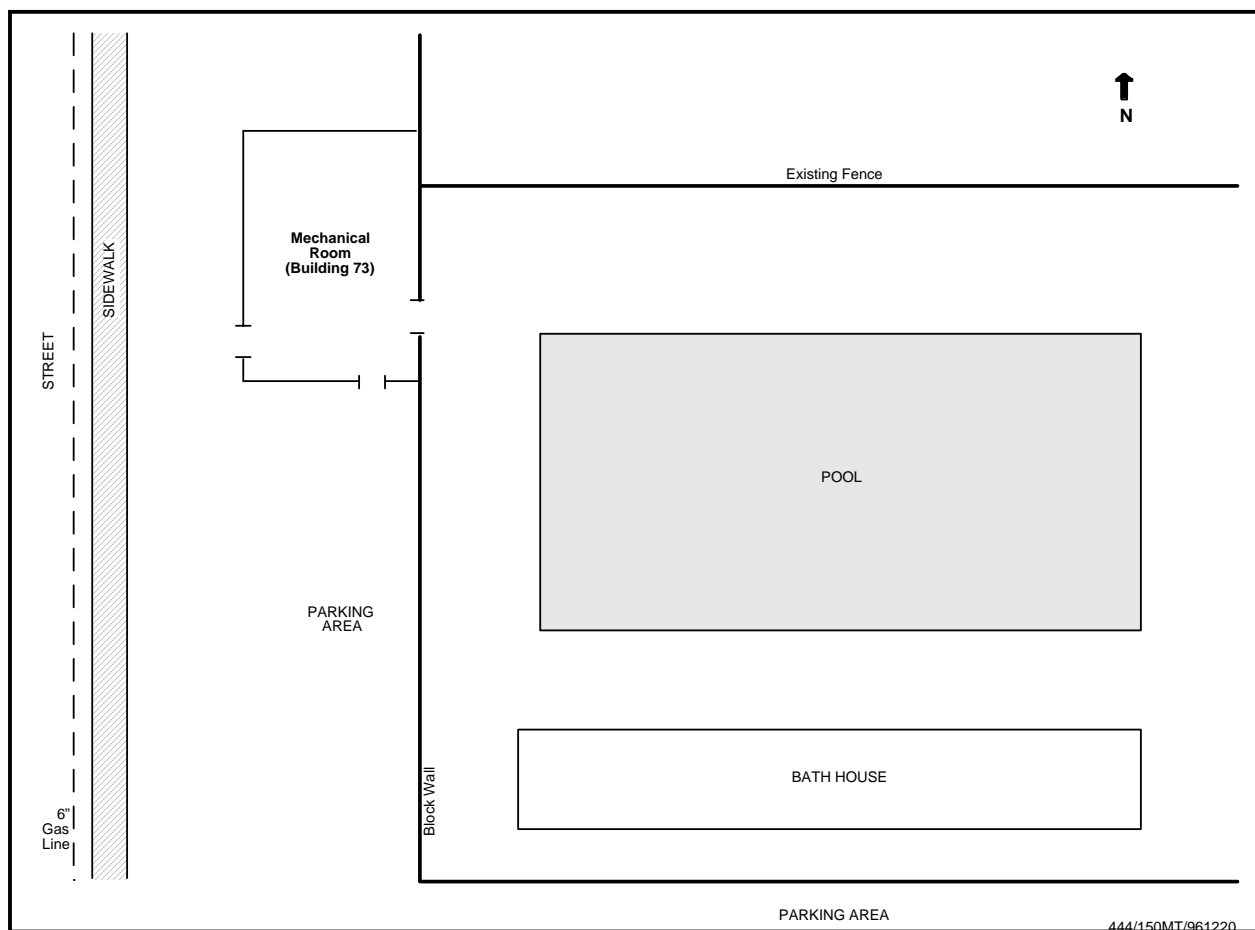 N
Existing Fence
Mechanical
Room
(Building 73)
SIDEWALK
STREET
POOL
PARKING
AREA
BATH HOUSE
Block Wall
6"
Gas
Line
PARKING AREA
444/150MT/961220